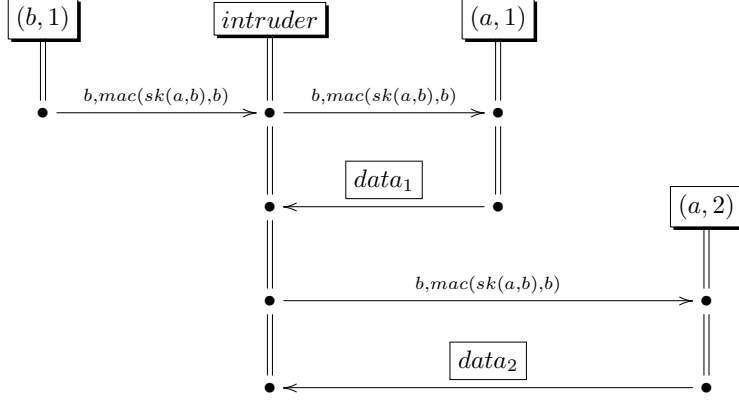 (b, 1) intruder (a, 1)
b,mac(sk(a,b),b) b,mac(sk(a,b),b)
data₁
(a, 2)
b,mac(sk(a,b),b)
data₂